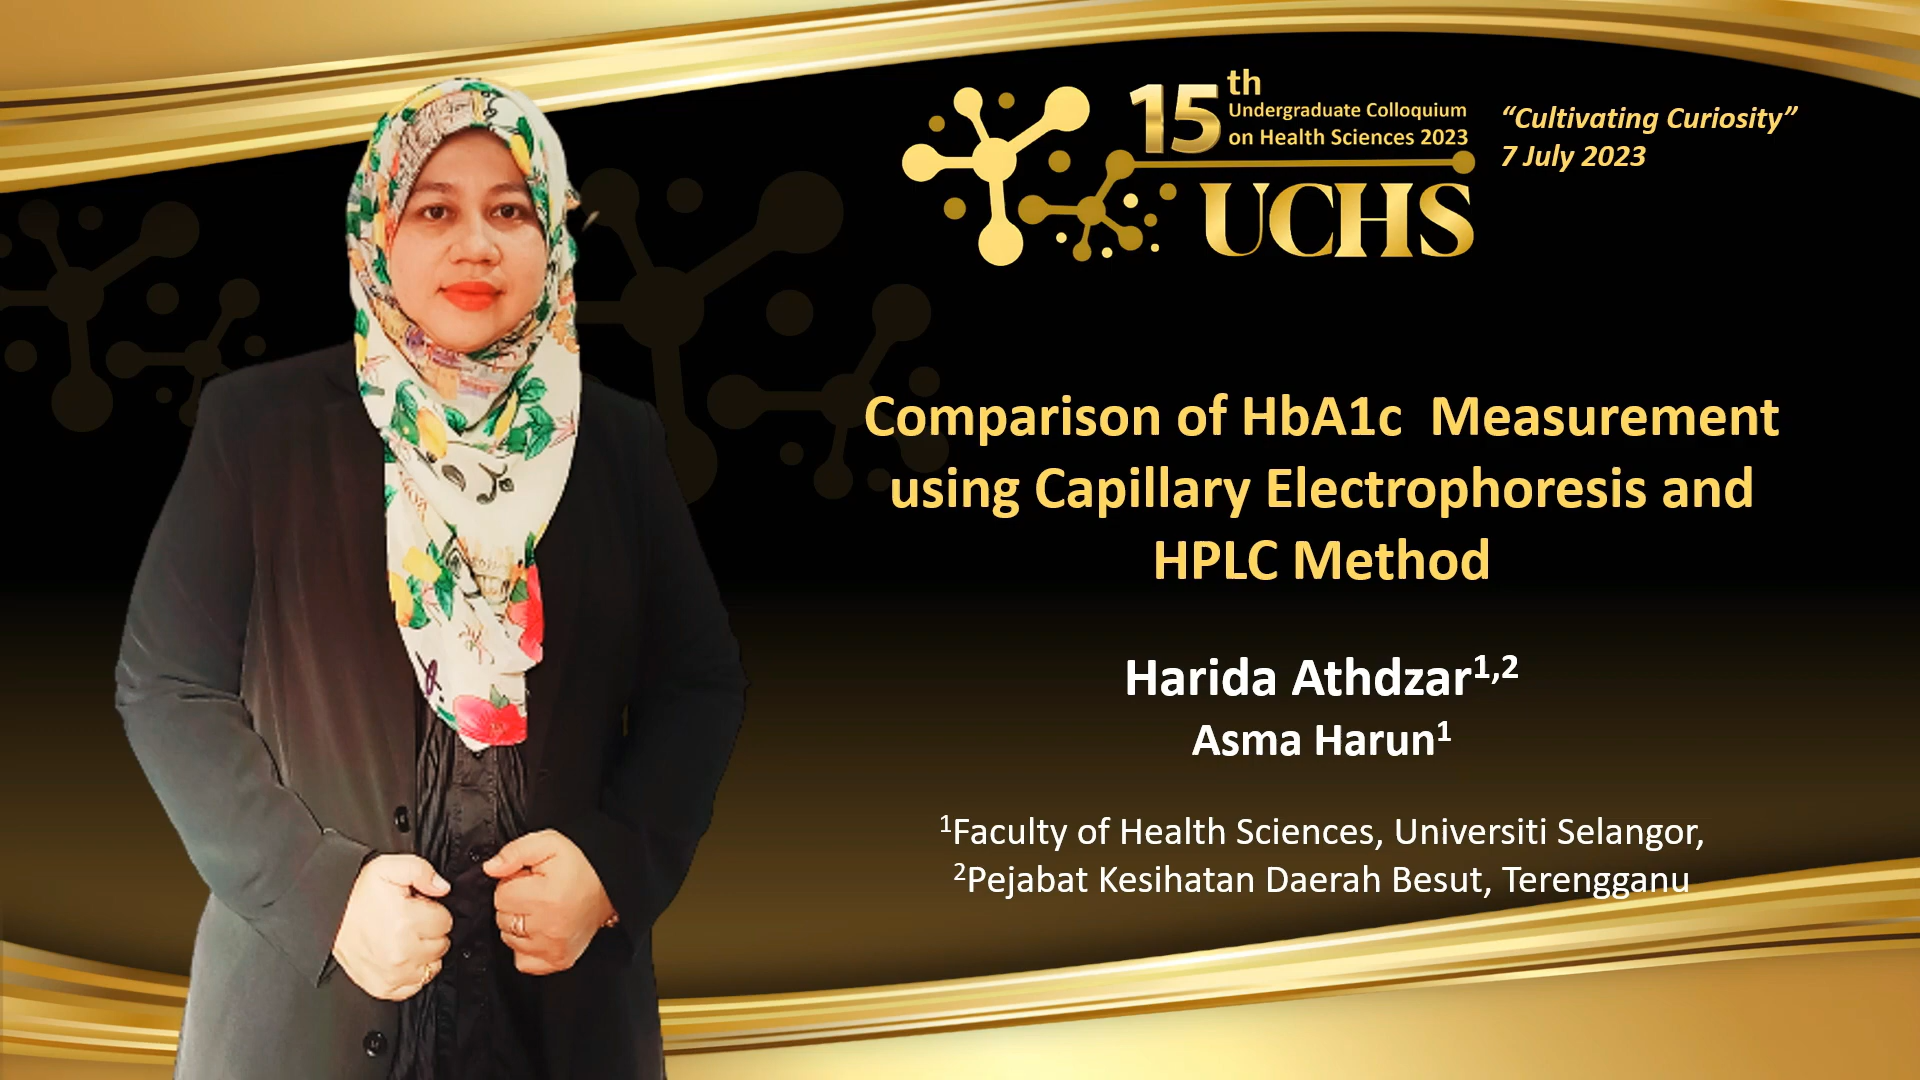 15th
Undergraduate Colloquium
on Health Sciences 2023
UCHS
“Cultivating Curiosity”
7 July 2023
Comparison of HbA1c Measurement
using Capillary Electrophoresis and
HPLC Method
Harida Athdzar1,2
Asma Harun1
1Faculty of Health Sciences, Universiti Selangor,
2Pejabat Kesihatan Daerah Besut, Terengganu